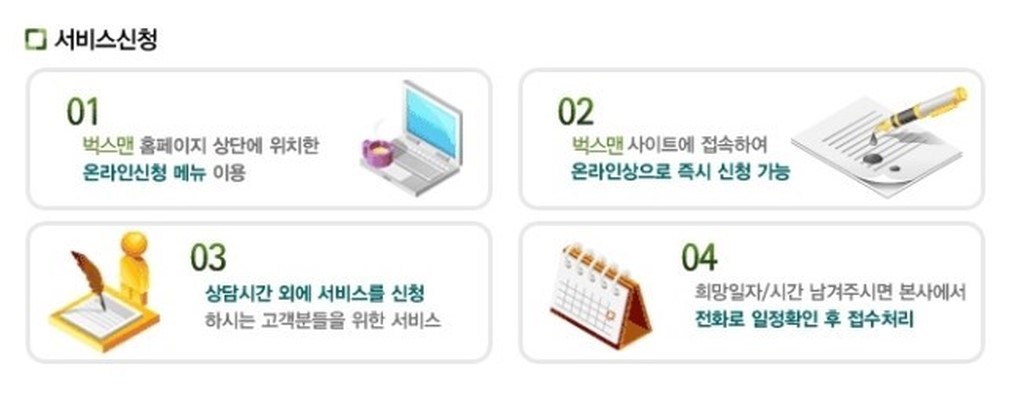 서비스신청
01
벅스맨 홈페이지 상단에 위치한
온라인신청 메뉴 이용
02
벅스맨 사이트에 접속하여
온라인상으로 즉시 신청 가능
03
상담시간 외에 서비스를 신청
하시는 고객분들을 위한 서비스
04
희망일자/시간 남겨주시면 본사에서
전화로 일정확인 후 접수처리